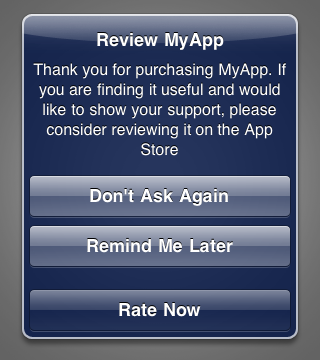 Review MyApp
Thank you for purchasing MyApp. If
you are finding it useful and would
like to show your support, please
consider reviewing it on the App
Store
Don't Ask Again
Remind Me Later
Rate Now